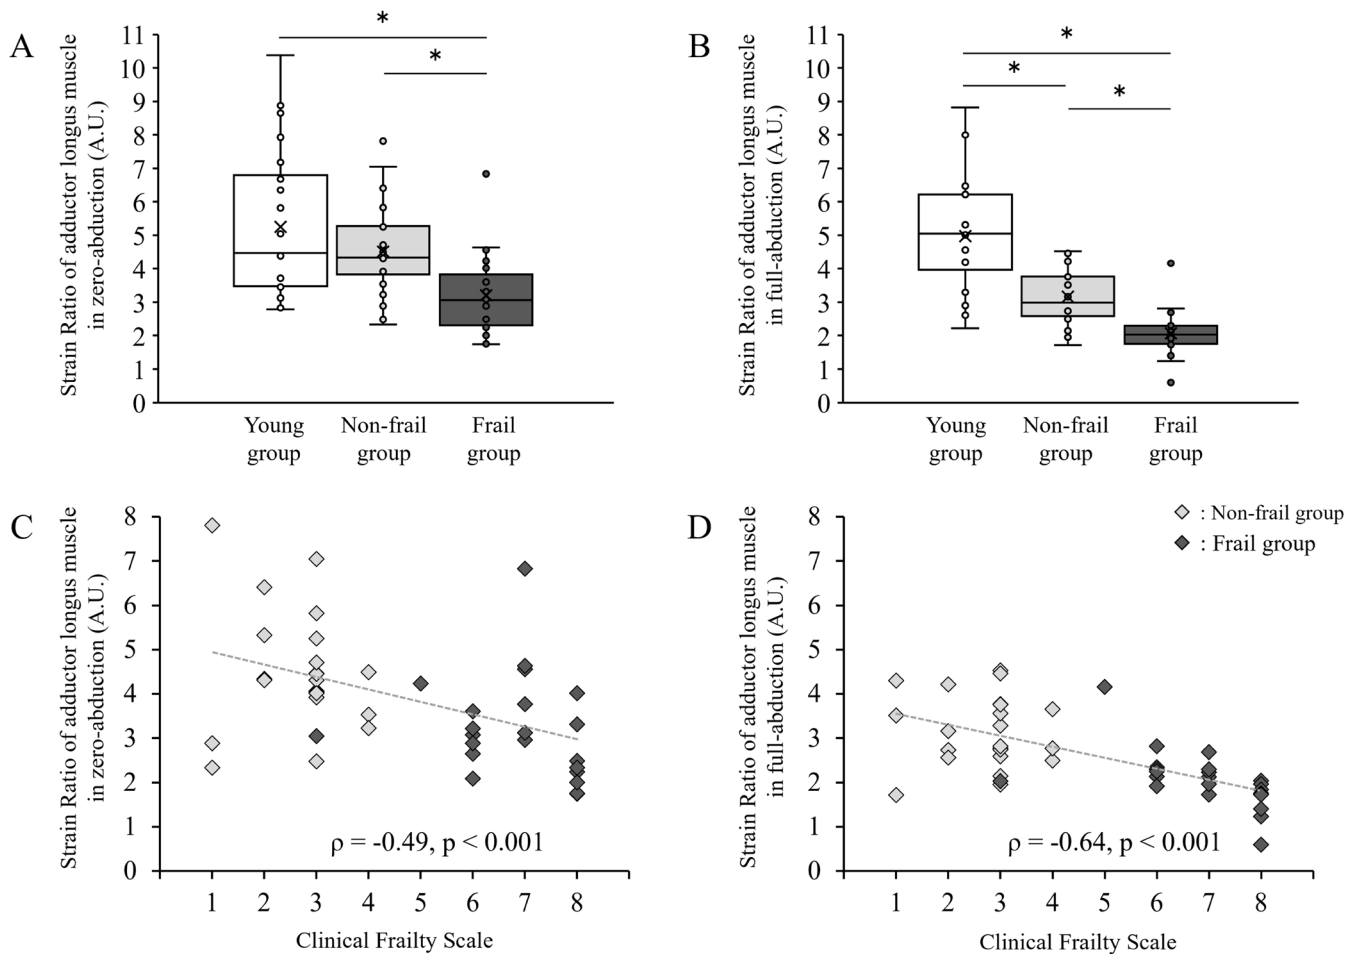 A
Strain Ratio of adductor longus muscle
in zero-abduction (A.U.)
11
10
9
8
7
6
5
4
3
2
1
0
*
*
Young
group
Non-frail
group
Frail
group
B
Strain Ratio of adductor longus muscle
in full-abduction (A.U.)
11
10
9
8
7
6
5
4
3
2
1
0
*
*
*
Young
group
Non-frail
group
Frail
group
C
Strain Ratio of adductor longus muscle
in zero-abduction (A.U.)
8
7
6
5
4
3
2
1
0
ρ = -0.49, p < 0.001
1 2 3 4 5 6 7 8
Clinical Frailty Scale
D
Strain Ratio of adductor longus muscle
in full-abduction (A.U.)
8
7
6
5
4
3
2
1
0
: Non-frail group
: Frail group
ρ = -0.64, p < 0.001
1 2 3 4 5 6 7 8
Clinical Frailty Scale